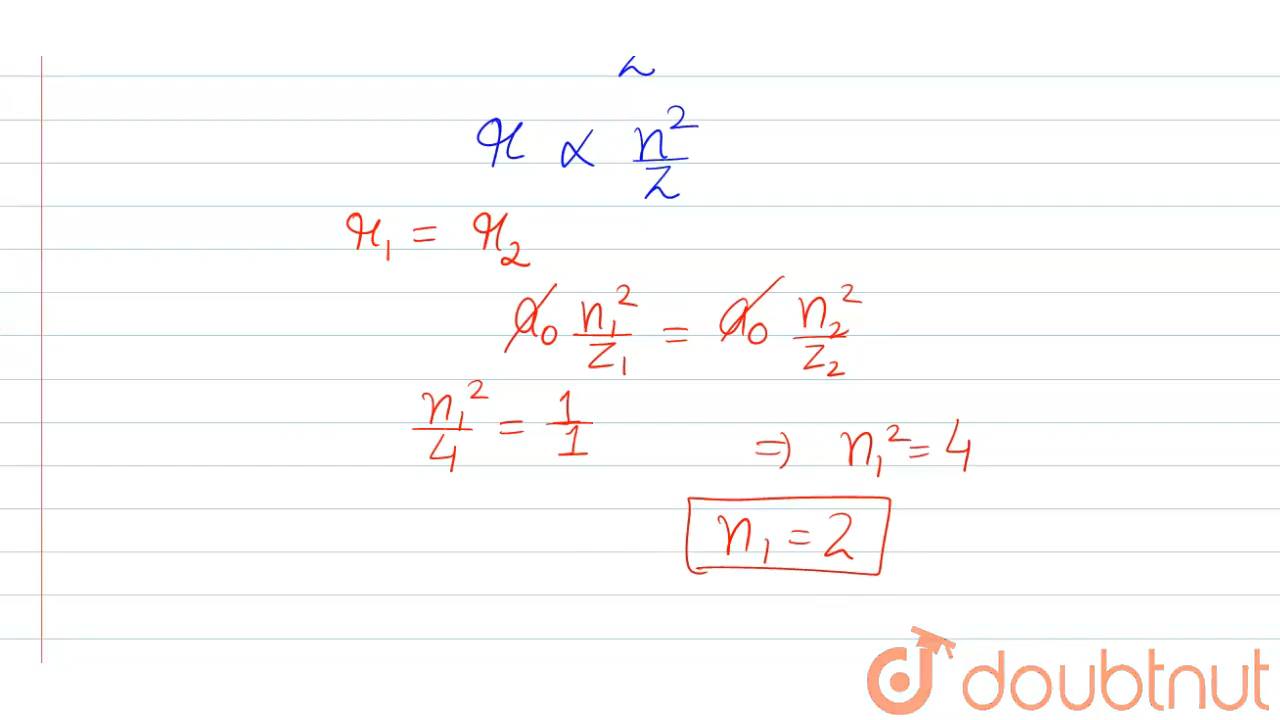 r ∝ n²/z
r₁ = r₂
a₀ n₁²/z₁ = a₀ n₂²/z₂
n₁²/4 = 1/1 ⇒ n₁² = 4
n₁ = 2
doubtnut